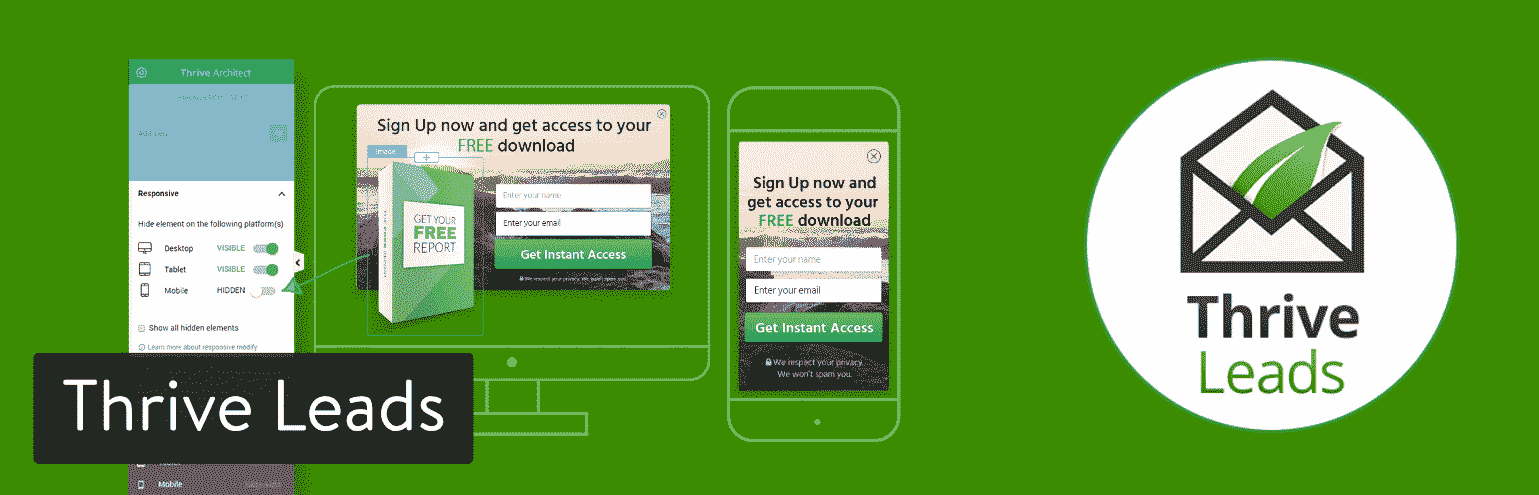 Thrive Architect
Responsive
Hide element on the following platform(s)
Desktop VISIBLE
Tablet VISIBLE
Mobile HIDDEN
Show all hidden elements
Learn more about responsive modify
Mobile
Thrive Leads
Sign Up now and get access to your
FREE download
Image
GET YOUR
FREE
REPORT
Enter your name
Enter your email
Get Instant Access
We respect your privacy. We won't spam you.
Sign Up now and
get access to your
FREE download
Enter your name
Enter your email
Get Instant Access
We respect your privacy.
We won't spam you.
Thrive
Leads